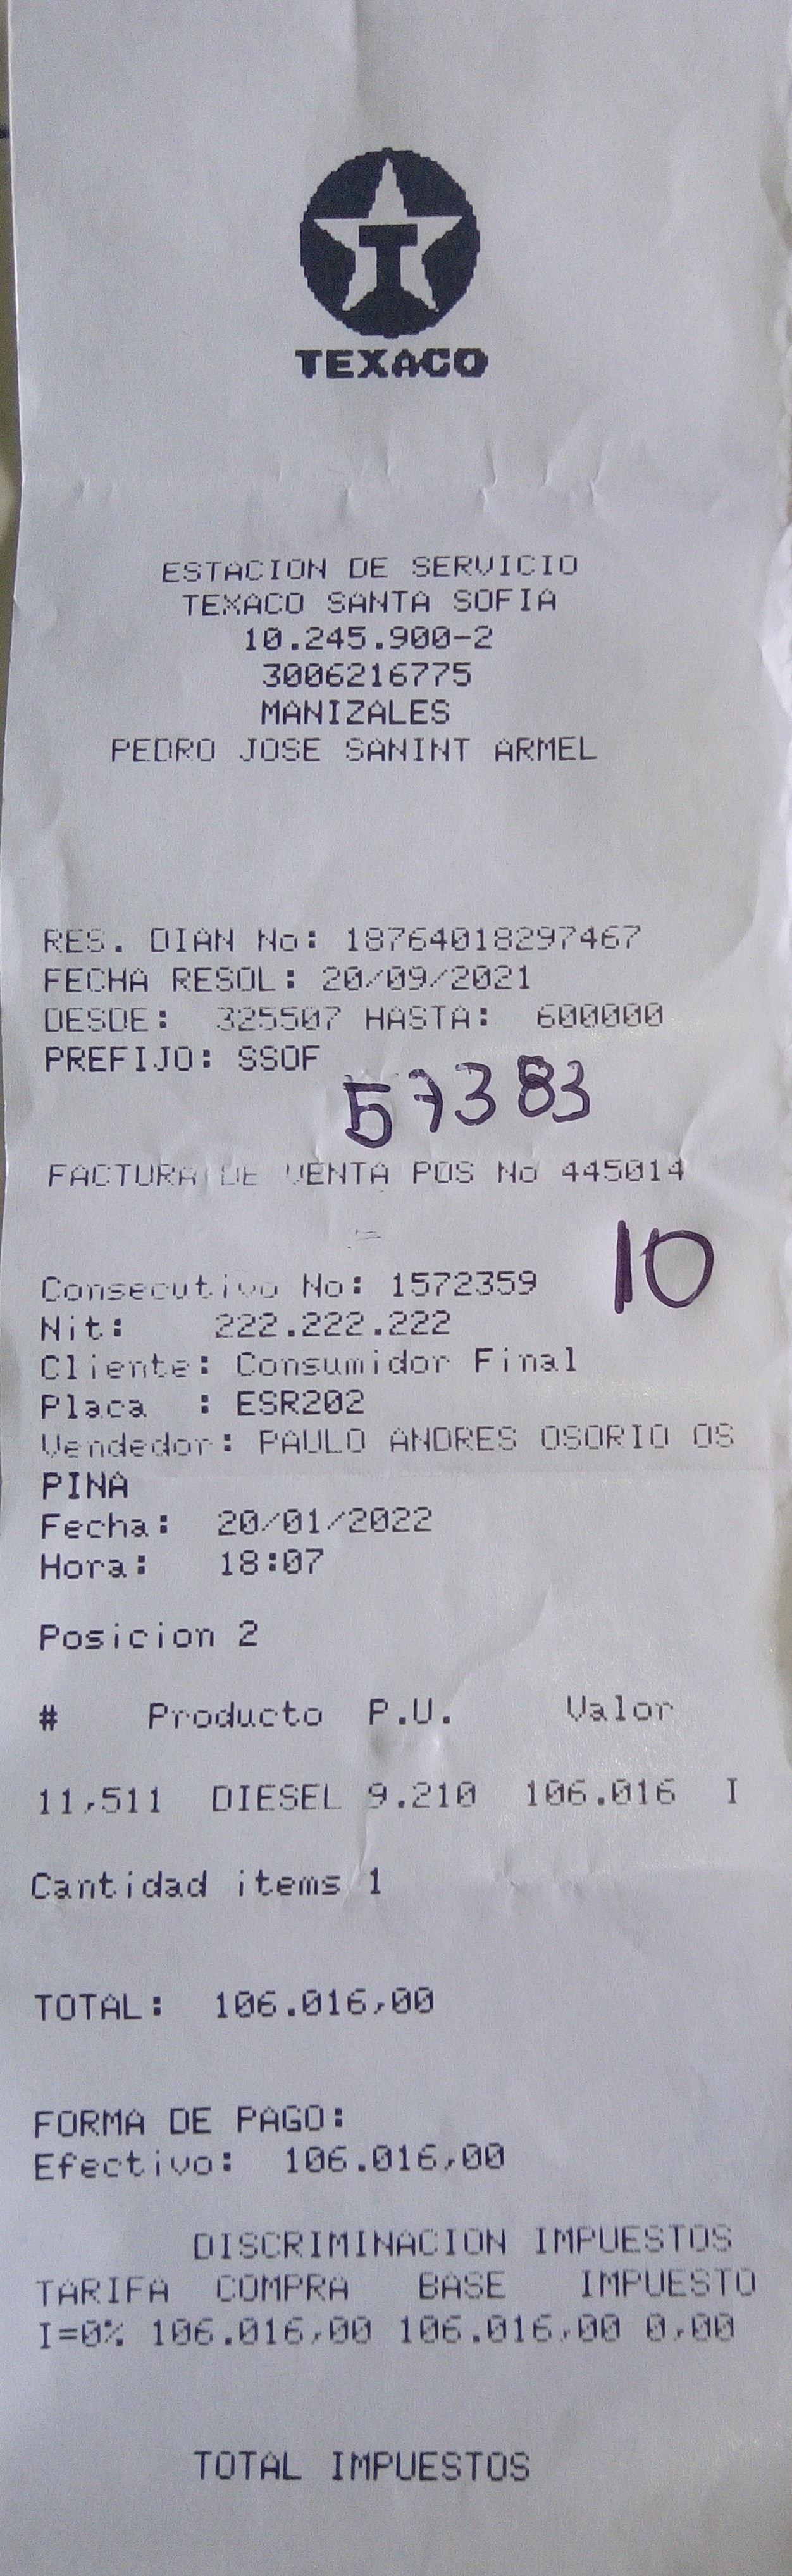 T
TEXACO
ESTACION DE SERVICIO
TEXACO SANTA SOFIA
10.245.900-2
3006216775
MANIZALES
PEDRO JOSE SANINT ARMEL
RES. DIAN No: 18764018297467
FECHA RESOL: 20/09/2021
DESDE: 325507 HASTA: 600000
PREFIJO: SSOF
57383
FACTURA DE VENTA POS No 445014
10
Consecutivo No: 1572359
Nit: 222.222.222
Cliente: Consumidor Final
Placa : ESR202
Vendedor: PAULO ANDRES OSORIO OS
PINA
Fecha: 20/01/2022
Hora: 18:07
Posicion 2
# Producto P.U. Valor
11,511 DIESEL 9.210 106.016 I
Cantidad items 1
TOTAL: 106.016,00
FORMA DE PAGO:
Efectivo: 106.016,00
DISCRIMINACION IMPUESTOS
TARIFA COMPRA BASE IMPUESTO
I=0% 106.016,00 106.016,00 0,00
TOTAL IMPUESTOS